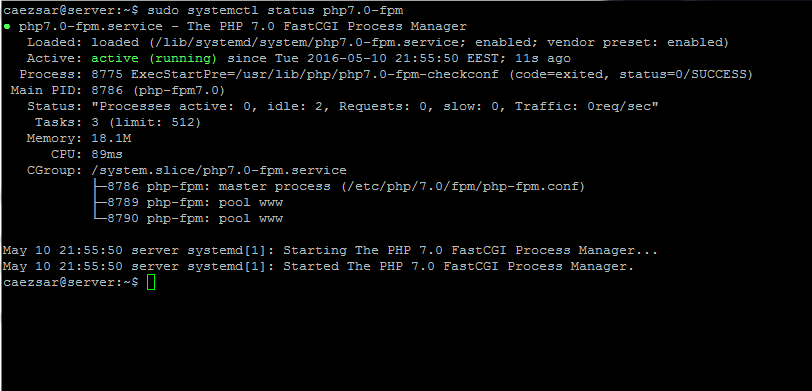 caezsar@server:~$ sudo systemctl status php7.0-fpm
● php7.0-fpm.service - The PHP 7.0 FastCGI Process Manager
   Loaded: loaded (/lib/systemd/system/php7.0-fpm.service; enabled; vendor preset: enabled)
   Active: active (running) since Tue 2016-05-10 21:55:50 EEST; 11s ago
  Process: 8775 ExecStartPre=/usr/lib/php/php7.0-fpm-checkconf (code=exited, status=0/SUCCESS)
 Main PID: 8786 (php-fpm7.0)
   Status: "Processes active: 0, idle: 2, Requests: 0, slow: 0, Traffic: 0req/sec"
    Tasks: 3 (limit: 512)
   Memory: 18.1M
      CPU: 89ms
   CGroup: /system.slice/php7.0-fpm.service
           ├─8786 php-fpm: master process (/etc/php/7.0/fpm/php-fpm.conf)
           ├─8789 php-fpm: pool www
           └─8790 php-fpm: pool www
May 10 21:55:50 server systemd[1]: Starting The PHP 7.0 FastCGI Process Manager...
May 10 21:55:50 server systemd[1]: Started The PHP 7.0 FastCGI Process Manager.
caezsar@server:~$